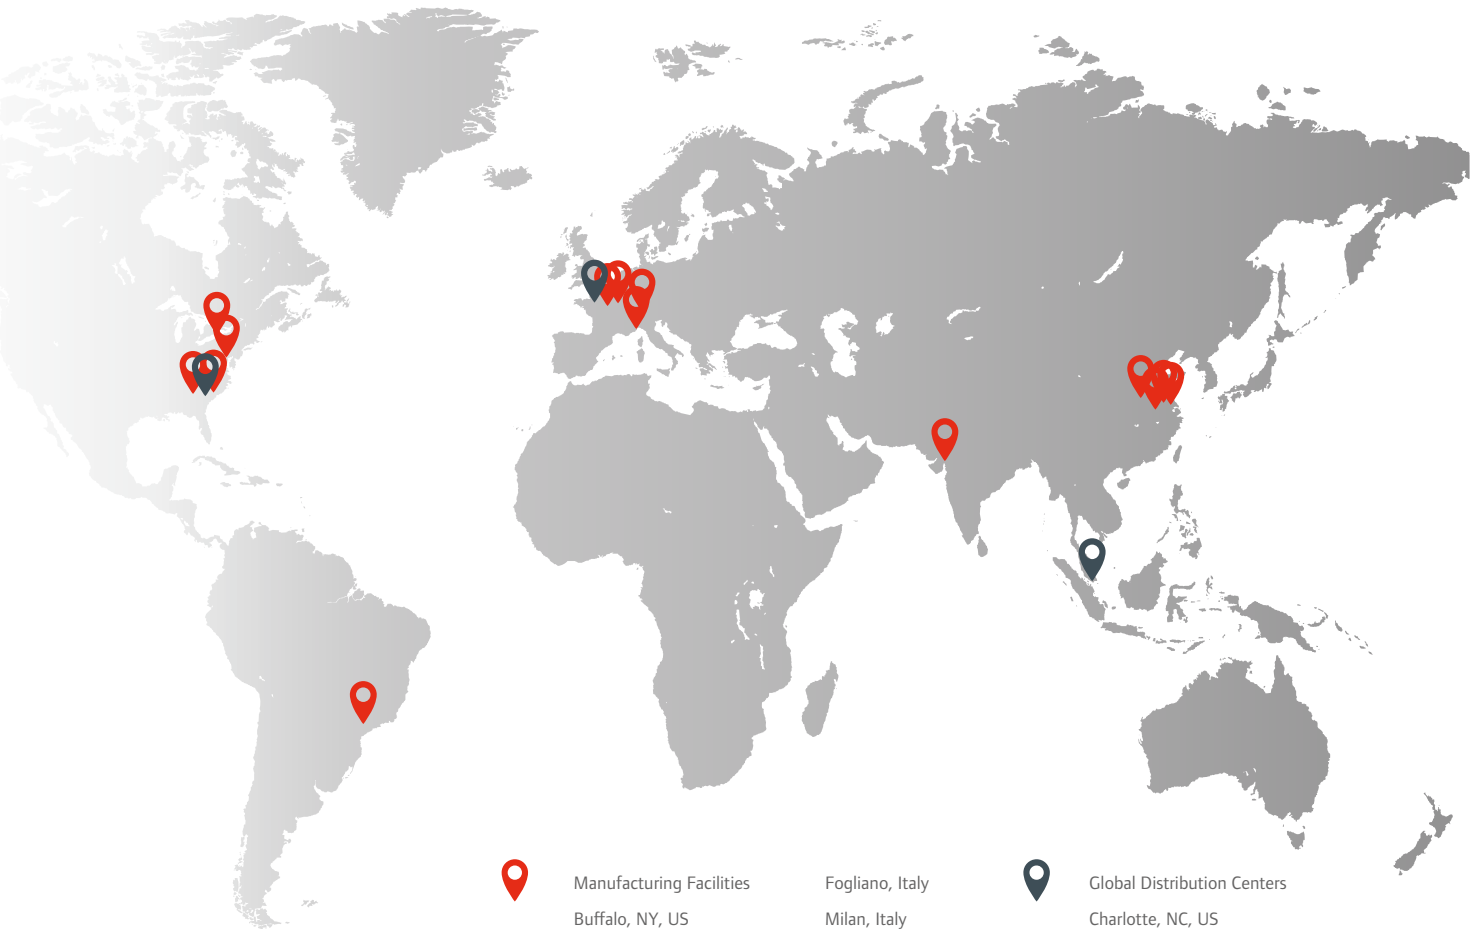 Manufacturing Facilities
Buffalo, NY, US
Fogliano, Italy
Milan, Italy
Global Distribution Centers
Charlotte, NC, US